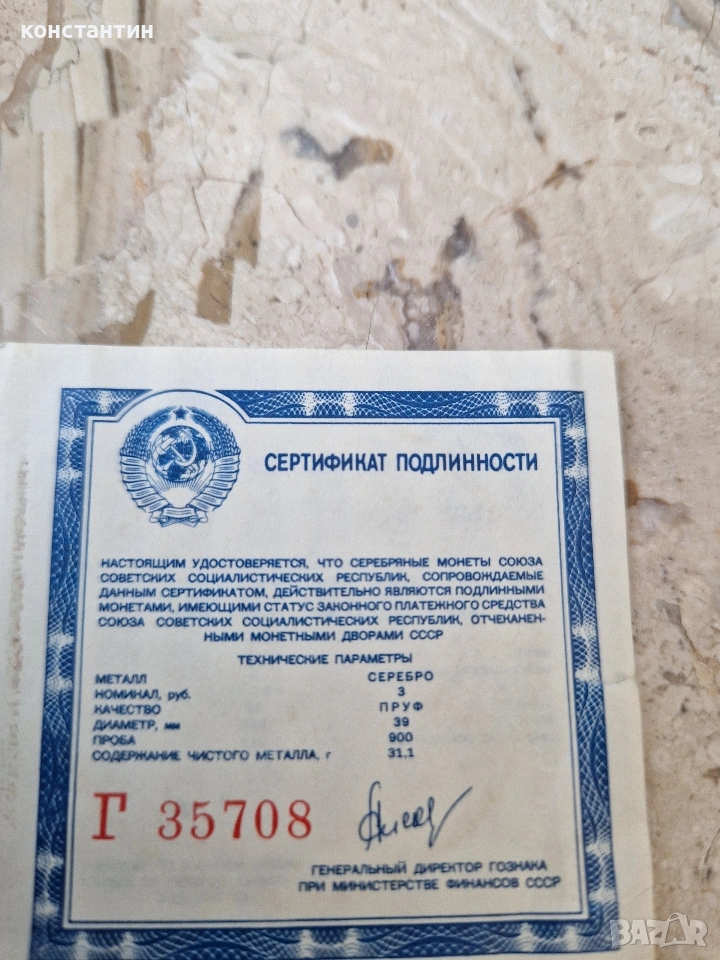 константин
СЕРТИФИКАТ ПОДЛИННОСТИ
НАСТОЯЩИМ УДОСТОВЕРЯЕТСЯ, ЧТО СЕРЕБРЯНЫЕ МОНЕТЫ СОЮЗА
СОВЕТСКИХ СОЦИАЛИСТИЧЕСКИХ РЕСПУБЛИК, СОПРОВОЖДАЕМЫЕ
ДАННЫМ СЕРТИФИКАТОМ, ДЕЙСТВИТЕЛЬНО ЯВЛЯЮТСЯ ПОДЛИННЫМИ
МОНЕТАМИ, ИМЕЮЩИМИ СТАТУС ЗАКОННОГО ПЛАТЕЖНОГО СРЕДСТВА
СОЮЗА СОВЕТСКИХ СОЦИАЛИСТИЧЕСКИХ РЕСПУБЛИК, ОТЧЕКАНЕН-
НЫМИ МОНЕТНЫМИ ДВОРАМИ СССР
ТЕХНИЧЕСКИЕ ПАРАМЕТРЫ
МЕТАЛЛ СЕРЕБРО
НОМИНАЛ, руб. 3
КАЧЕСТВО ПРУФ
ДИАМЕТР, мм 39
ПРОБА 900
СОДЕРЖАНИЕ ЧИСТОГО МЕТАЛЛА, г 31,1
Г 35708
ГЕНЕРАЛЬНЫЙ ДИРЕКТОР ГОЗНАКА
ПРИ МИНИСТЕРСТВЕ ФИНАНСОВ СССР
BAZAR